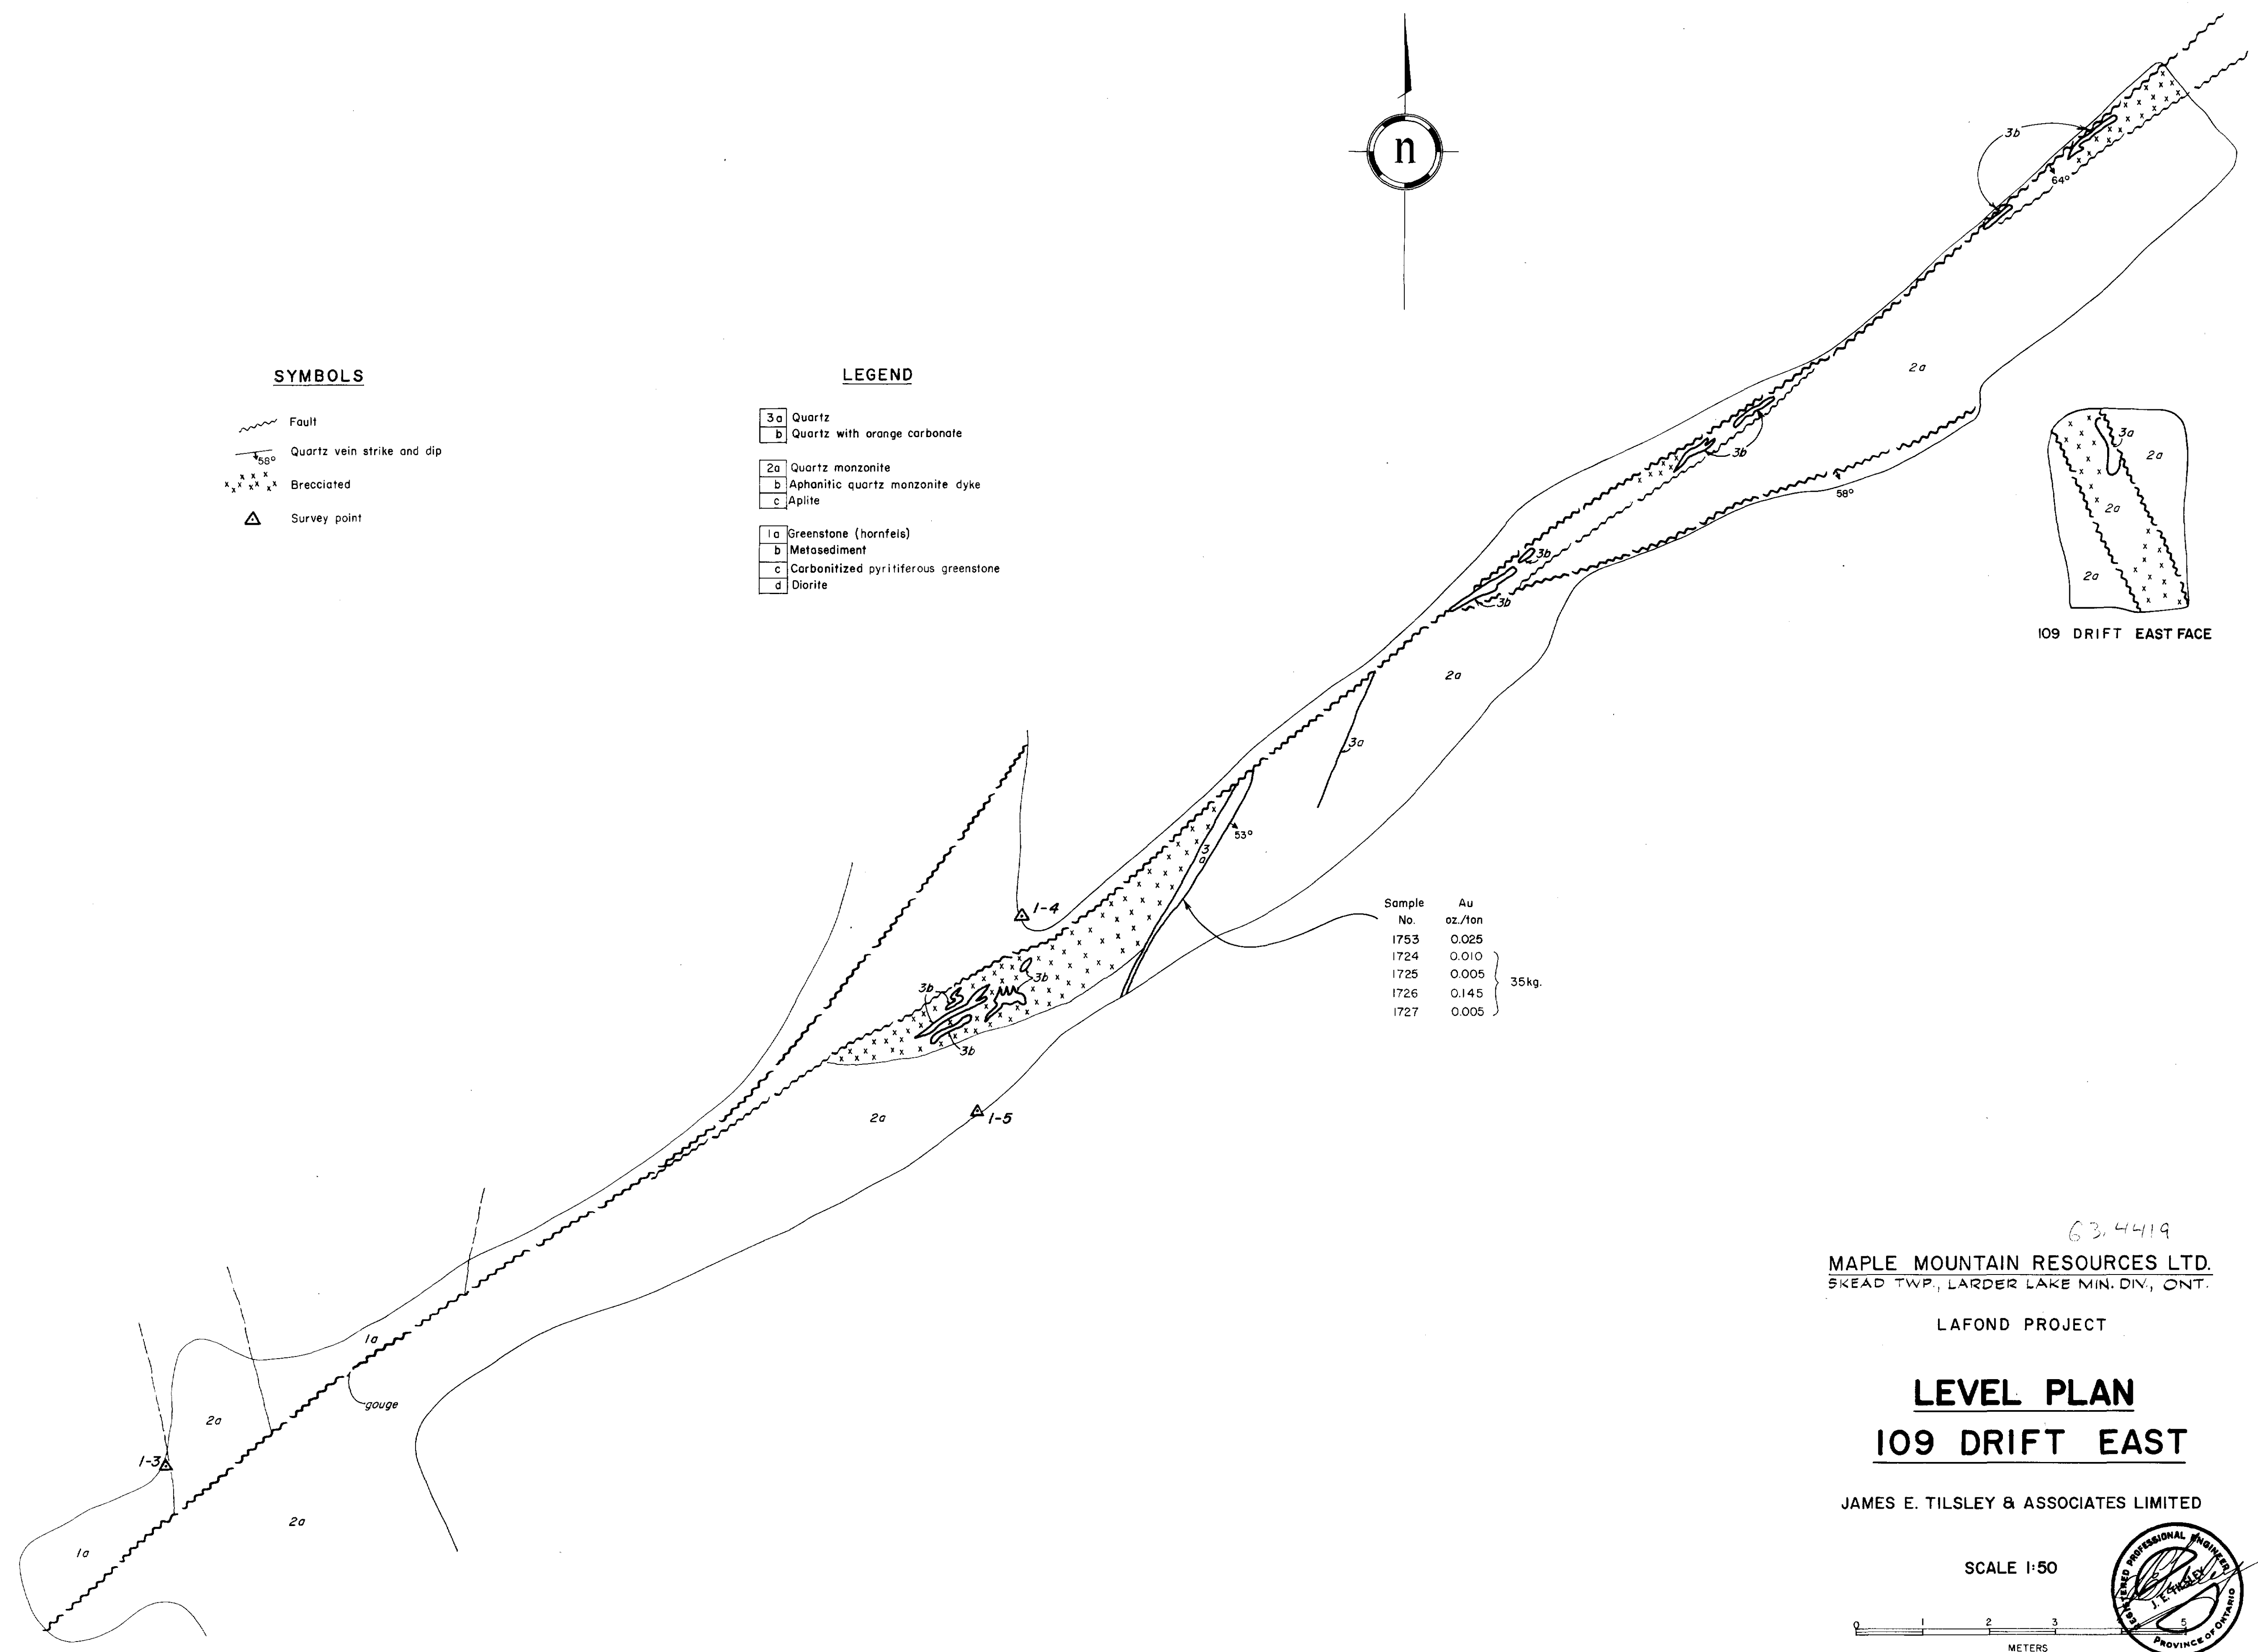 n
3b
64°
SYMBOLS
Fault
58° Quartz vein strike and dip
Brecciated
Survey point
LEGEND
3a Quartz
b Quartz with orange carbonate
2a Quartz monzonite
b Aphanitic quartz monzonite dyke
c Aplite
1a Greenstone (hornfels)
b Metasediment
c Carbonitized pyritiferous greenstone
d Diorite
2a
3b
58°
3b
3b
3a
2a
2a
2a
109 DRIFT EAST FACE
2a
3a
53°
3a
1-4
3b
3b
3b
Sample Au
No. oz./ton
1753 0.025
1724 0.010
1725 0.005
1726 0.145
1727 0.005
35kg.
2a
1-5
1a
gouge
2a
1-3
2a
1a
63.4419
MAPLE MOUNTAIN RESOURCES LTD.
SKEAD TWP., LARDER LAKE MIN. DIV., ONT.
LAFOND PROJECT
LEVEL PLAN
109 DRIFT EAST
JAMES E. TILSLEY & ASSOCIATES LIMITED
SCALE 1:50
REGISTERED PROFESSIONAL ENGINEER
J. E. TILSLEY
PROVINCE OF ONTARIO
0 1 2 3 5
METERS